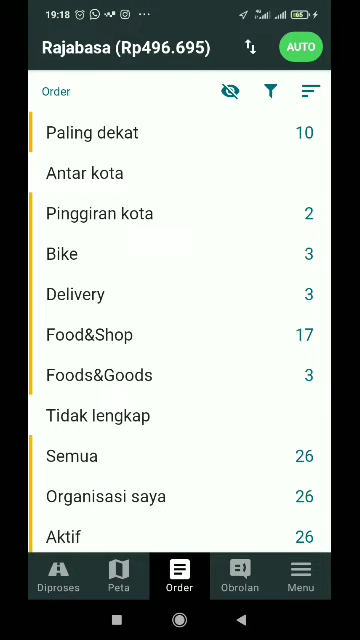 19:18
65
Rajabasa (Rp496.695)
AUTO
Order
Paling dekat 10
Antar kota
Pinggiran kota 2
Bike 3
Delivery 3
Food&Shop 17
Foods&Goods 3
Tidak lengkap
Semua 26
Organisasi saya 26
Aktif 26
Diproses Peta Order Obrolan Menu